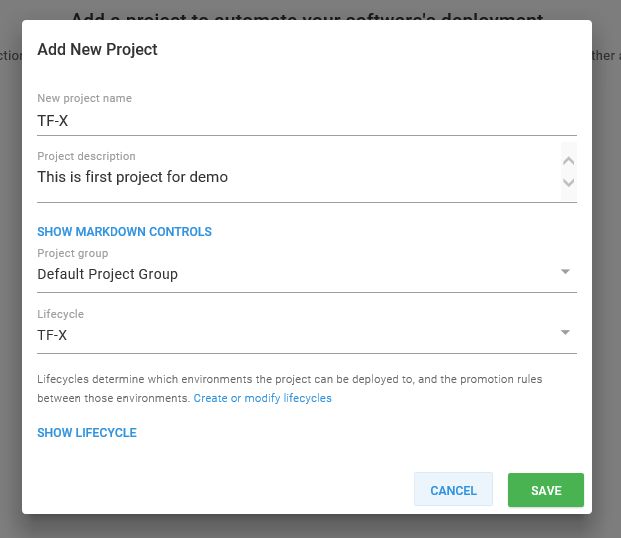 Add a project to automate your software's deployment
Add New Project
ther a
New project name
TF-X
Project description
This is first project for demo
SHOW MARKDOWN CONTROLS
Project group
Default Project Group
Lifecycle
TF-X
Lifecycles determine which environments the project can be deployed to, and the promotion rules
between those environments. Create or modify lifecycles
SHOW LIFECYCLE
CANCEL SAVE